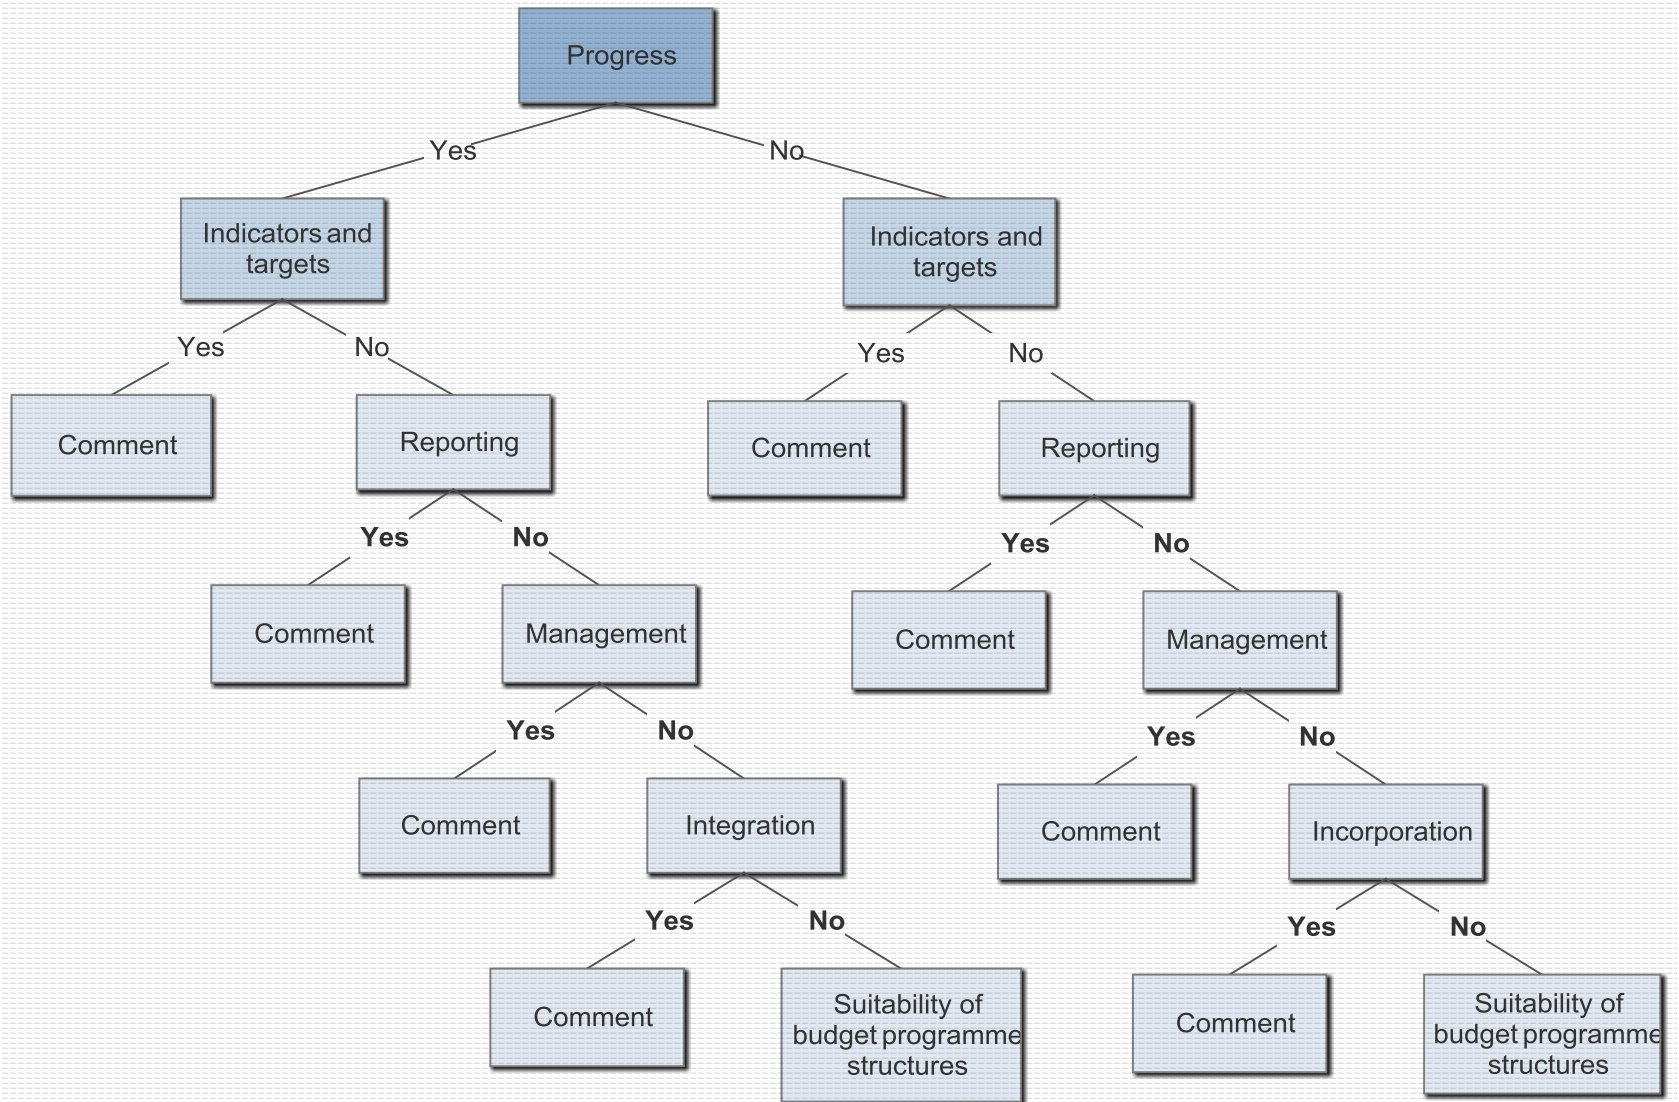 Progress
Yes
No
Indicators and
targets
Indicators and
targets
Yes
No
Yes
No
Comment
Reporting
Comment
Reporting
Yes
No
Yes
No
Comment
Management
Comment
Management
Yes
No
Yes
No
Comment
Integration
Comment
Incorporation
Yes
No
Yes
No
Comment
Suitability of
budget programme
structures
Comment
Suitability of
budget programme
structures